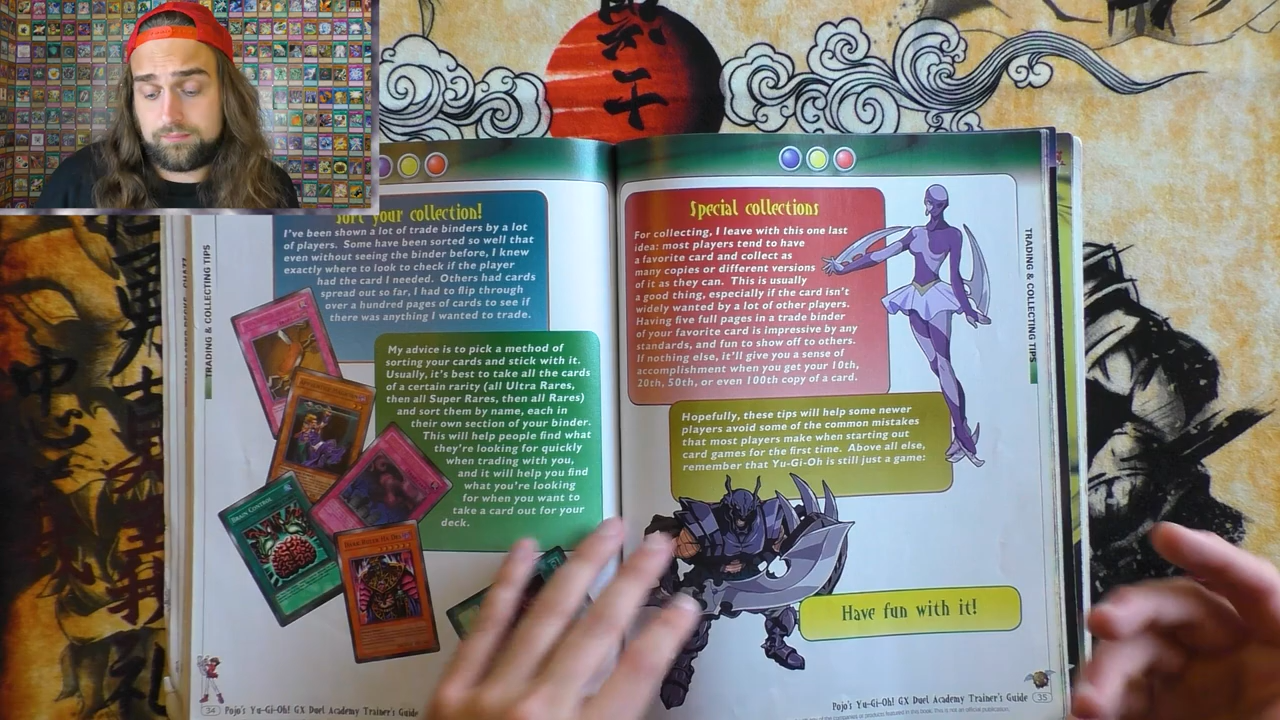 Sort your collection!
I've been shown a lot of trade binders by a lot
of players. Some have been sorted so well that
even without seeing the binder before, I knew
exactly where to look to check if the player
had the card I needed. Others had cards
spread out so far, I had to flip through
over a hundred pages of cards to see if
there was anything I wanted to trade.
My advice is to pick a method of
sorting your cards and stick with it.
Usually, it's best to take all the cards
of a certain rarity (all Ultra Rares,
then all Super Rares, then all Rares)
and sort them by name, each in
their own section of your binder.
This will help people find what
they're looking for quickly
when trading with you,
and it will help you find
what you're looking
for when you want to
take a card out for your
deck.
TRADING & COLLECTING TIPS
BRAIN CONTROL
34 Pojo's Yu-Gi-Oh! GX Duel Academy Trainer's Guide
Special collections
For collecting, I leave with this one last
idea: most players tend to have
a favorite card and collect as
many copies or different versions
of it as they can. This is usually
a good thing, especially if the card isn't
widely wanted by a lot of other players.
Having five full pages in a trade binder
of your favorite card is impressive by any
standards, and fun to show off to others.
If nothing else, it'll give you a sense of
accomplishment when you get your 10th,
20th, 50th, or even 100th copy of a card.
Hopefully, these tips will help some newer
players avoid some of the common mistakes
that most players make when starting out
card games for the first time. Above all else,
remember that Yu-Gi-Oh is still just a game:
Have fun with it!
TRADING & COLLECTING TIPS
Pojo's Yu-Gi-Oh! GX Duel Academy Trainer's Guide 35